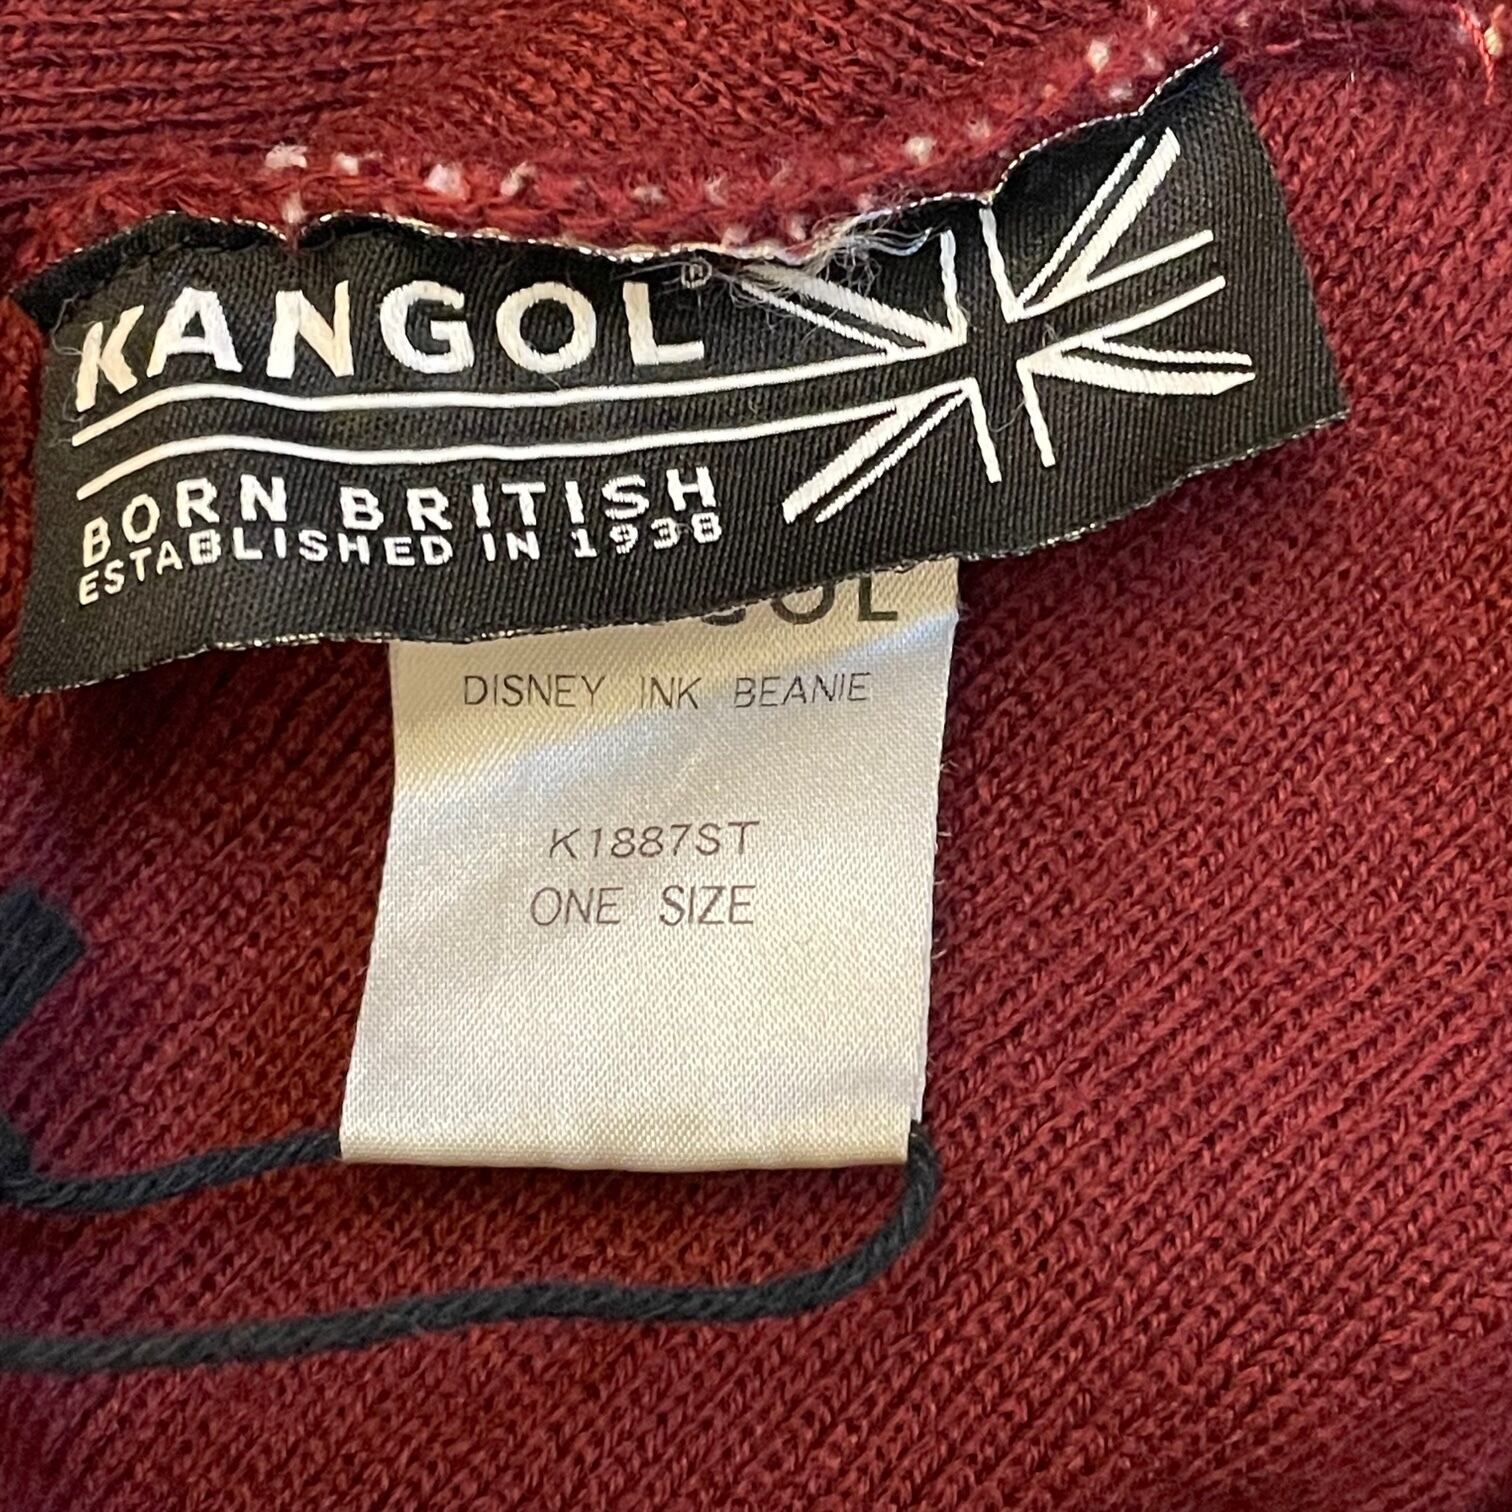 KANGOL®
BORN BRITISH
ESTABLISHED IN 1938
DISNEY INK BEANIE
K1887ST
ONE SIZE